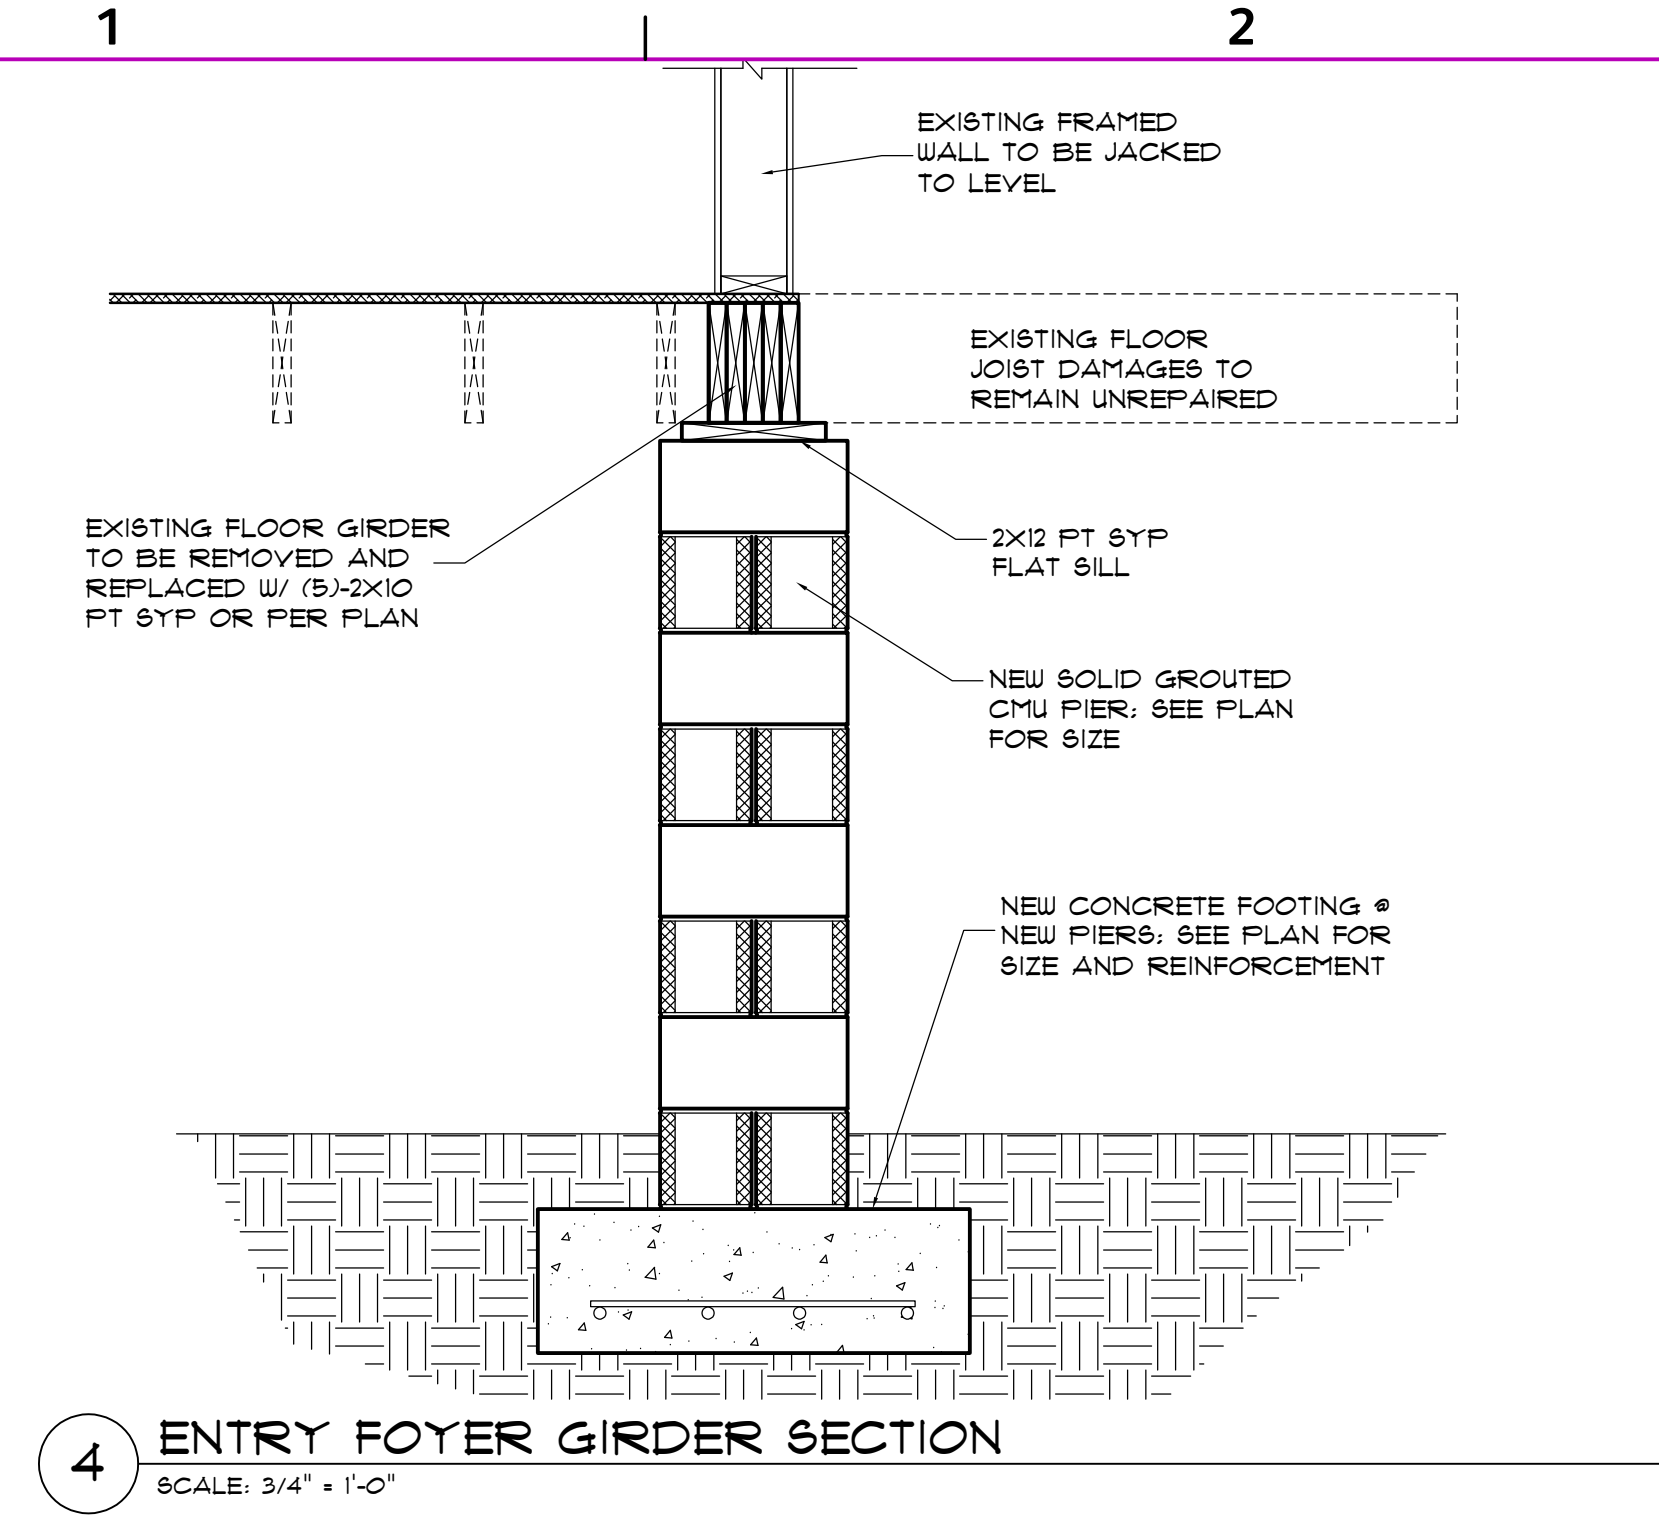 1
2
EXISTING FRAMED
WALL TO BE JACKED
TO LEVEL
EXISTING FLOOR
JOIST DAMAGES TO
REMAIN UNREPAIRED
EXISTING FLOOR GIRDER
TO BE REMOVED AND
REPLACED W/ (5)-2X10
PT SYP OR PER PLAN
2X12 PT SYP
FLAT SILL
NEW SOLID GROUTED
CMU PIER; SEE PLAN
FOR SIZE
NEW CONCRETE FOOTING @
NEW PIERS; SEE PLAN FOR
SIZE AND REINFORCEMENT
4
ENTRY FOYER GIRDER SECTION
SCALE: 3/4" = 1'-0"